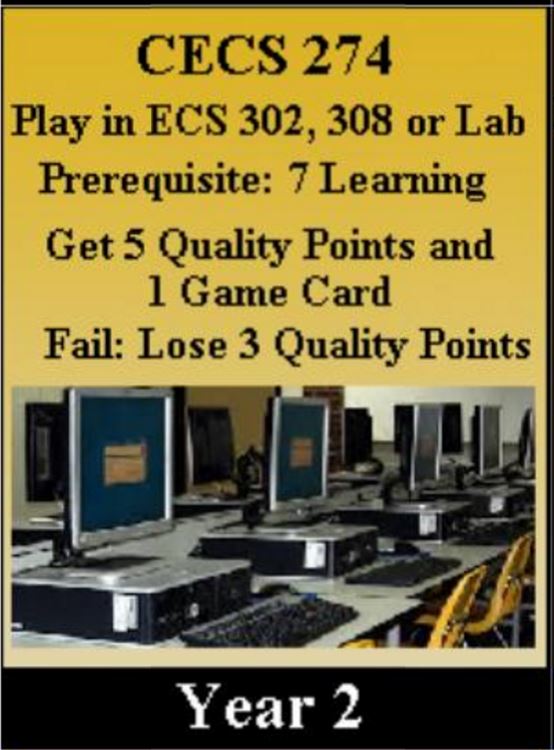 CECS 274
Play in ECS 302, 308 or Lab
Prerequisite: 7 Learning
Get 5 Quality Points and
1 Game Card
Fail: Lose 3 Quality Points
Year 2